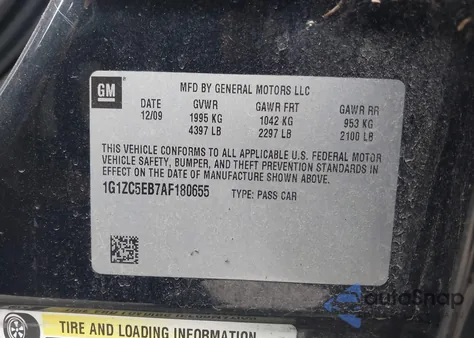 GM
MFD BY GENERAL MOTORS LLC
DATE GVWR GAWR FRT GAWR RR
12/09 1995 KG 1042 KG 953 KG
4397 LB 2297 LB 2100 LB
THIS VEHICLE CONFORMS TO ALL APPLICABLE U.S. FEDERAL MOTOR
VEHICLE SAFETY, BUMPER, AND THEFT PREVENTION STANDARDS IN
EFFECT ON THE DATE OF MANUFACTURE SHOWN ABOVE.
1G1ZC5EB7AF180655 TYPE: PASS CAR
AutoSnap
TIRE AND LOADING INFORMATION